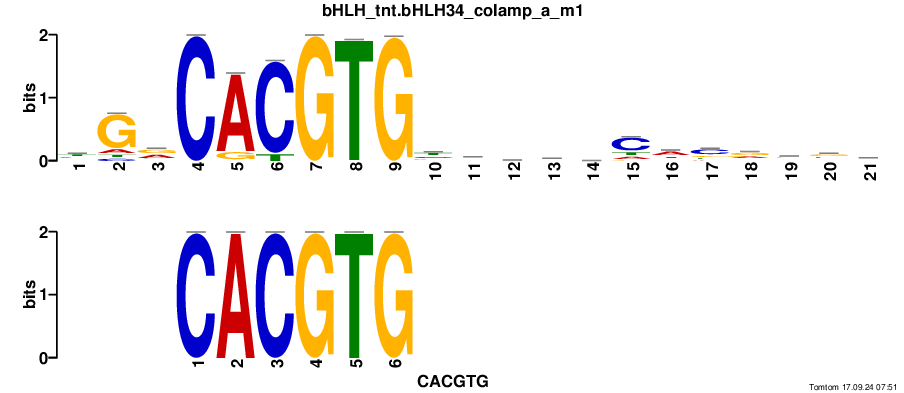 bHLH_tnt.bHLH34_colamp_a_m1
bits
2
1
0
G
CACGTG
C
1 2 3 4 5 6 7 8 9 10 11 12 13 14 15 16 17 18 19 20 21
bits
2
1
0
CACGTG
1 2 3 4 5 6
CACGTG
Tomtom 17.09.24 07:51